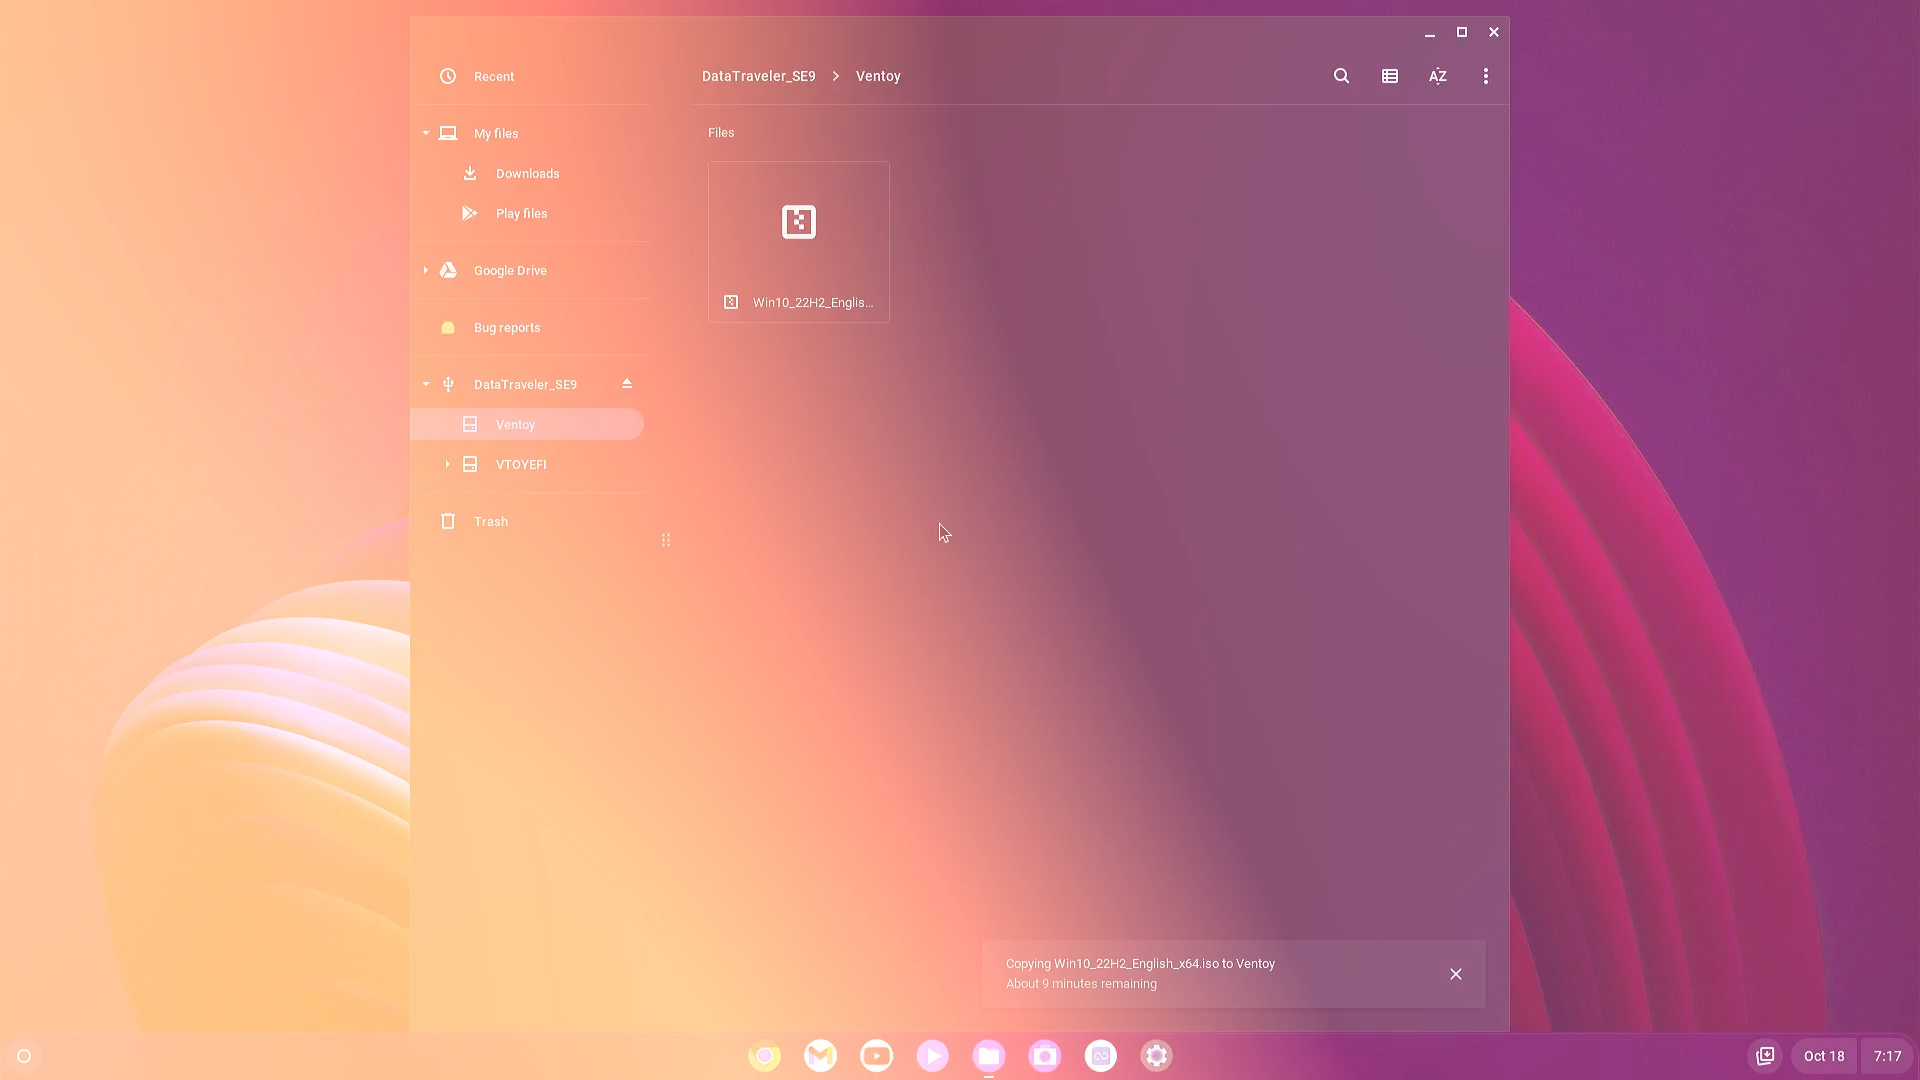 Recent
DataTraveler_SE9 > Ventoy
AZ
My files
Downloads
Play files
Google Drive
Bug reports
DataTraveler_SE9
Ventoy
VTOYEFI
Trash
Files
Win10_22H2_Englis...
Copying Win10_22H2_English_x64.iso to Ventoy
About 9 minutes remaining
Oct 18
7:17